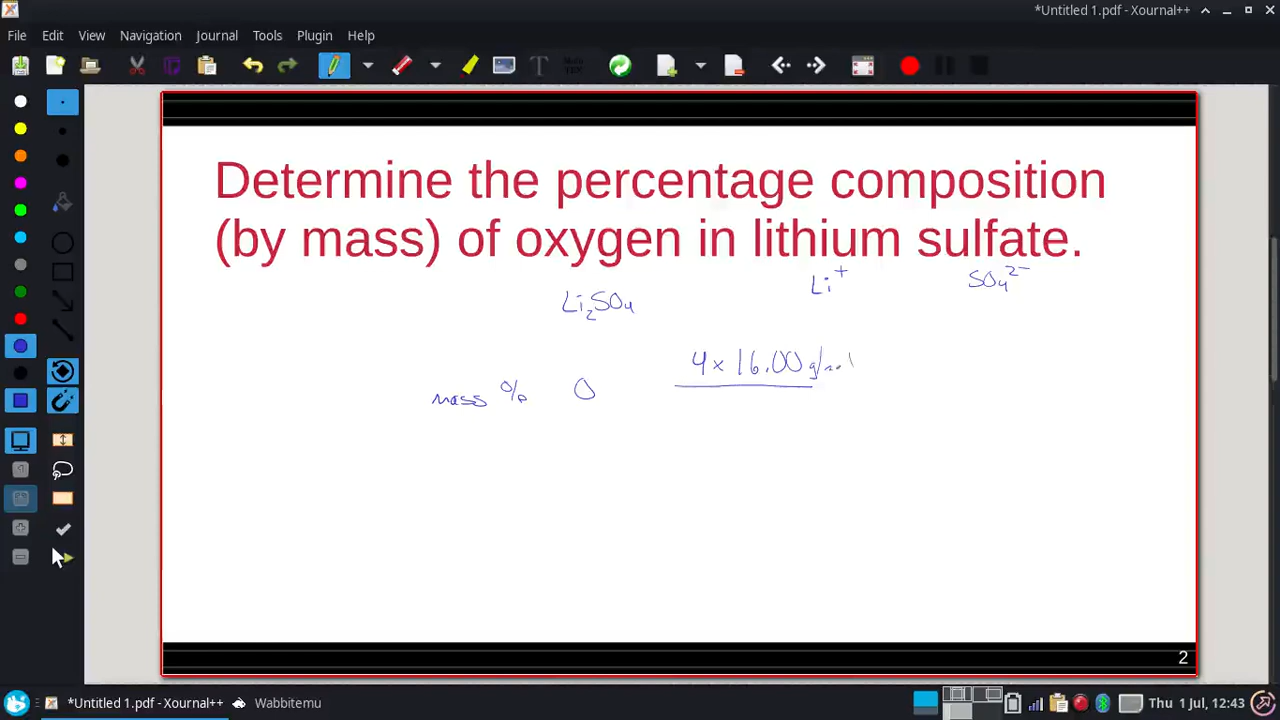 *Untitled 1.pdf - Xournal++
File Edit View Navigation Journal Tools Plugin Help
Determine the percentage composition
(by mass) of oxygen in lithium sulfate.
Li⁺ SO₄²⁻
Li₂SO₄
4 × 16.00 g/mol
mass % O
2
*Untitled 1.pdf - Xournal++ Wabbitemu Thu 1 Jul, 12:43